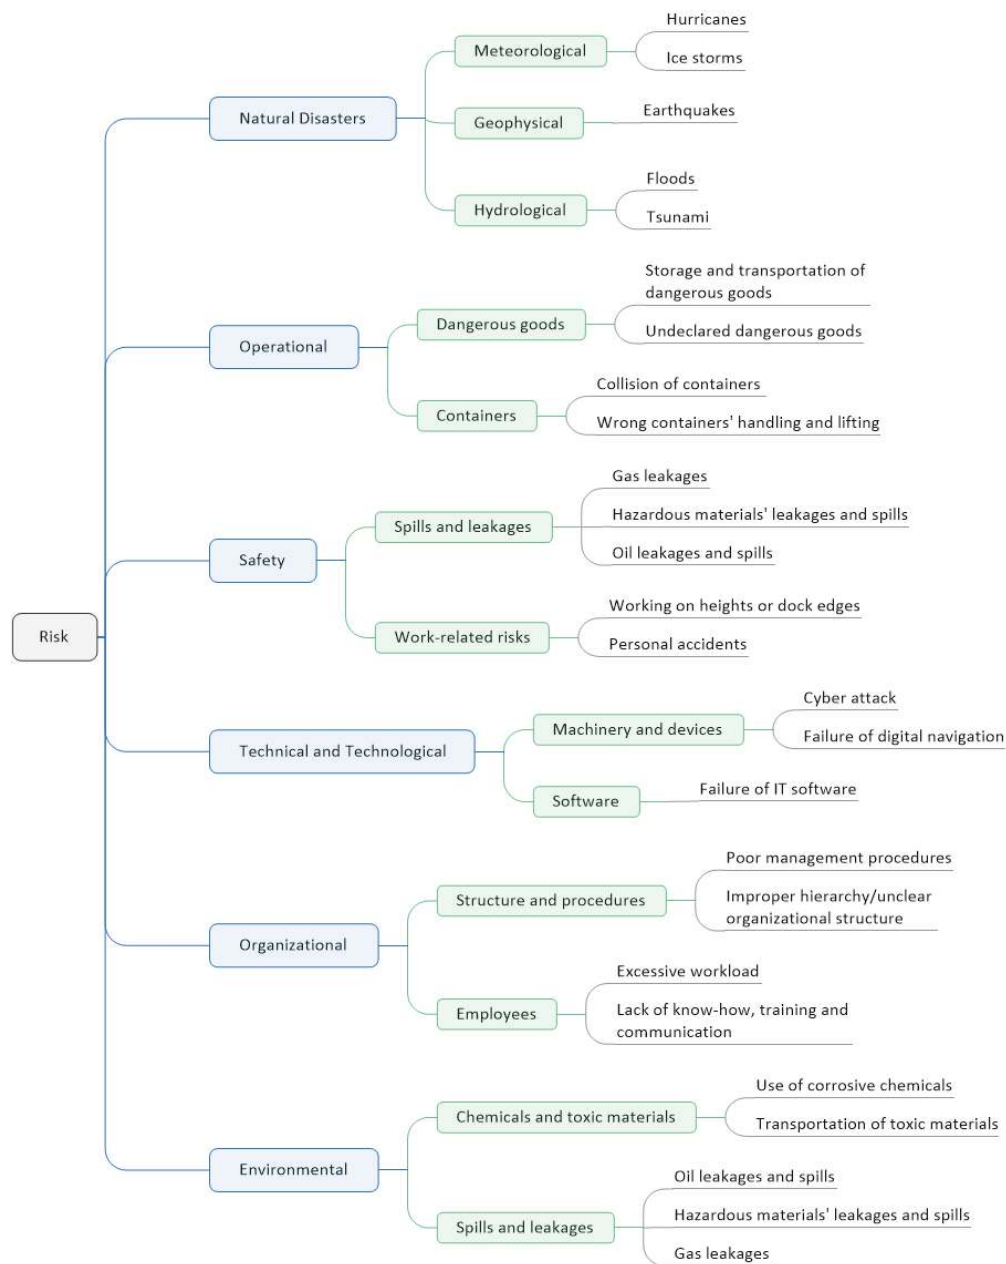 Risk
Natural Disasters
Meteorological
Hurricanes
Ice storms
Geophysical
Earthquakes
Hydrological
Floods
Tsunami
Operational
Dangerous goods
Storage and transportation of
dangerous goods
Undeclared dangerous goods
Containers
Collision of containers
Wrong containers' handling and lifting
Safety
Spills and leakages
Gas leakages
Hazardous materials' leakages and spills
Oil leakages and spills
Work-related risks
Working on heights or dock edges
Personal accidents
Technical and Technological
Machinery and devices
Cyber attack
Failure of digital navigation
Software
Failure of IT software
Organizational
Structure and procedures
Poor management procedures
Improper hierarchy/unclear
organizational structure
Employees
Excessive workload
Lack of know-how, training and
communication
Environmental
Chemicals and toxic materials
Use of corrosive chemicals
Transportation of toxic materials
Spills and leakages
Oil leakages and spills
Hazardous materials' leakages and spills
Gas leakages